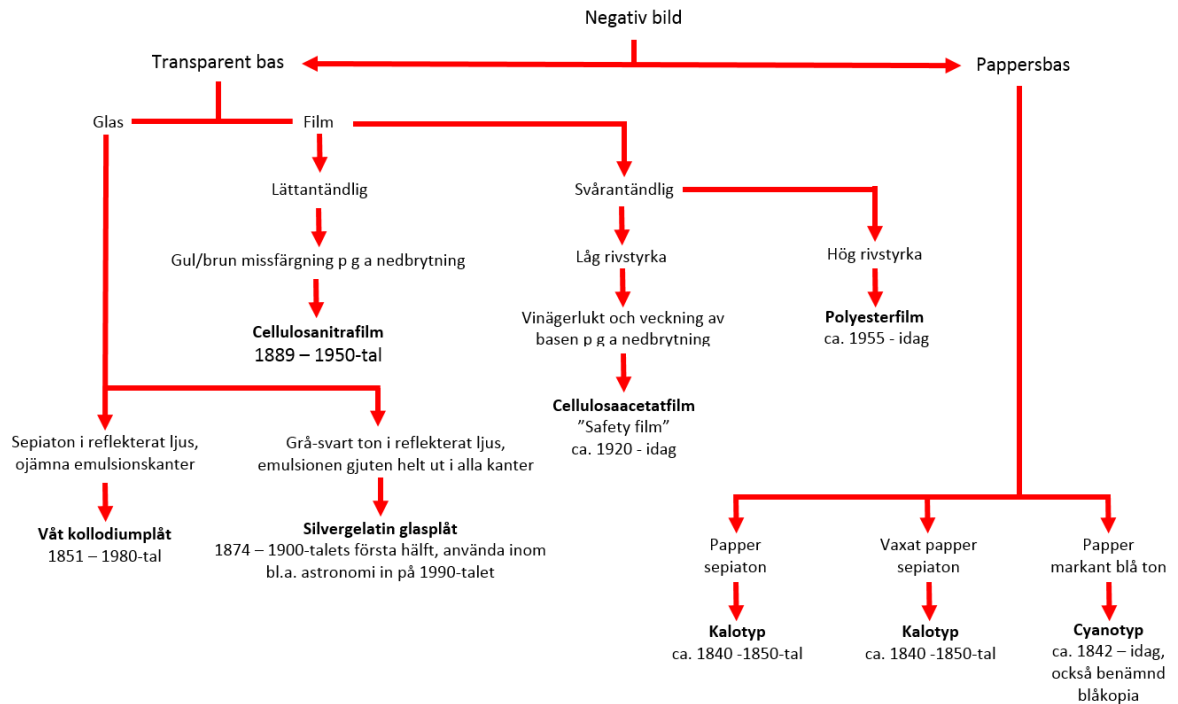 Negativ bild
Transparent bas
Pappersbas
Glas
Film
Lättantändlig
Svårantändlig
Gul/brun missfärgning p g a nedbrytning
Låg rivstyrka
Hög rivstyrka
Cellulosanitrafilm
1889 – 1950-tal
Vinägerlukt och veckning av
basen p g a nedbrytning
Polyesterfilm
ca. 1955 - idag
Cellulosaacetatfilm
”Safety film”
ca. 1920 - idag
Sepiaton i reflekterat ljus,
ojämna emulsionskanter
Grå-svart ton i reflekterat ljus,
emulsionen gjuten helt ut i alla kanter
Våt kollodiumplåt
1851 – 1980-tal
Silvergelatin glasplåt
1874 – 1900-talets första hälft, använda inom
bl.a. astronomi in på 1990-talet
Papper
sepiaton
Vaxat papper
sepiaton
Papper
markant blå ton
Kalotyp
ca. 1840 -1850-tal
Kalotyp
ca. 1840 -1850-tal
Cyanotyp
ca. 1842 – idag,
också benämnd
blåkopia